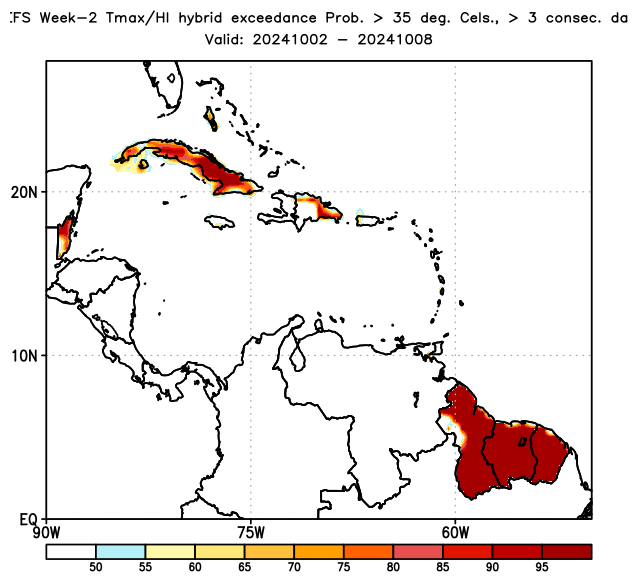 EFS Week-2 Tmax/HI hybrid exceedance Prob. > 35 deg. Cels., > 3 consec. da
Valid: 20241002 - 20241008
20N
10N
EQ
90W 75W 60W
50 55 60 65 70 75 80 85 90 95